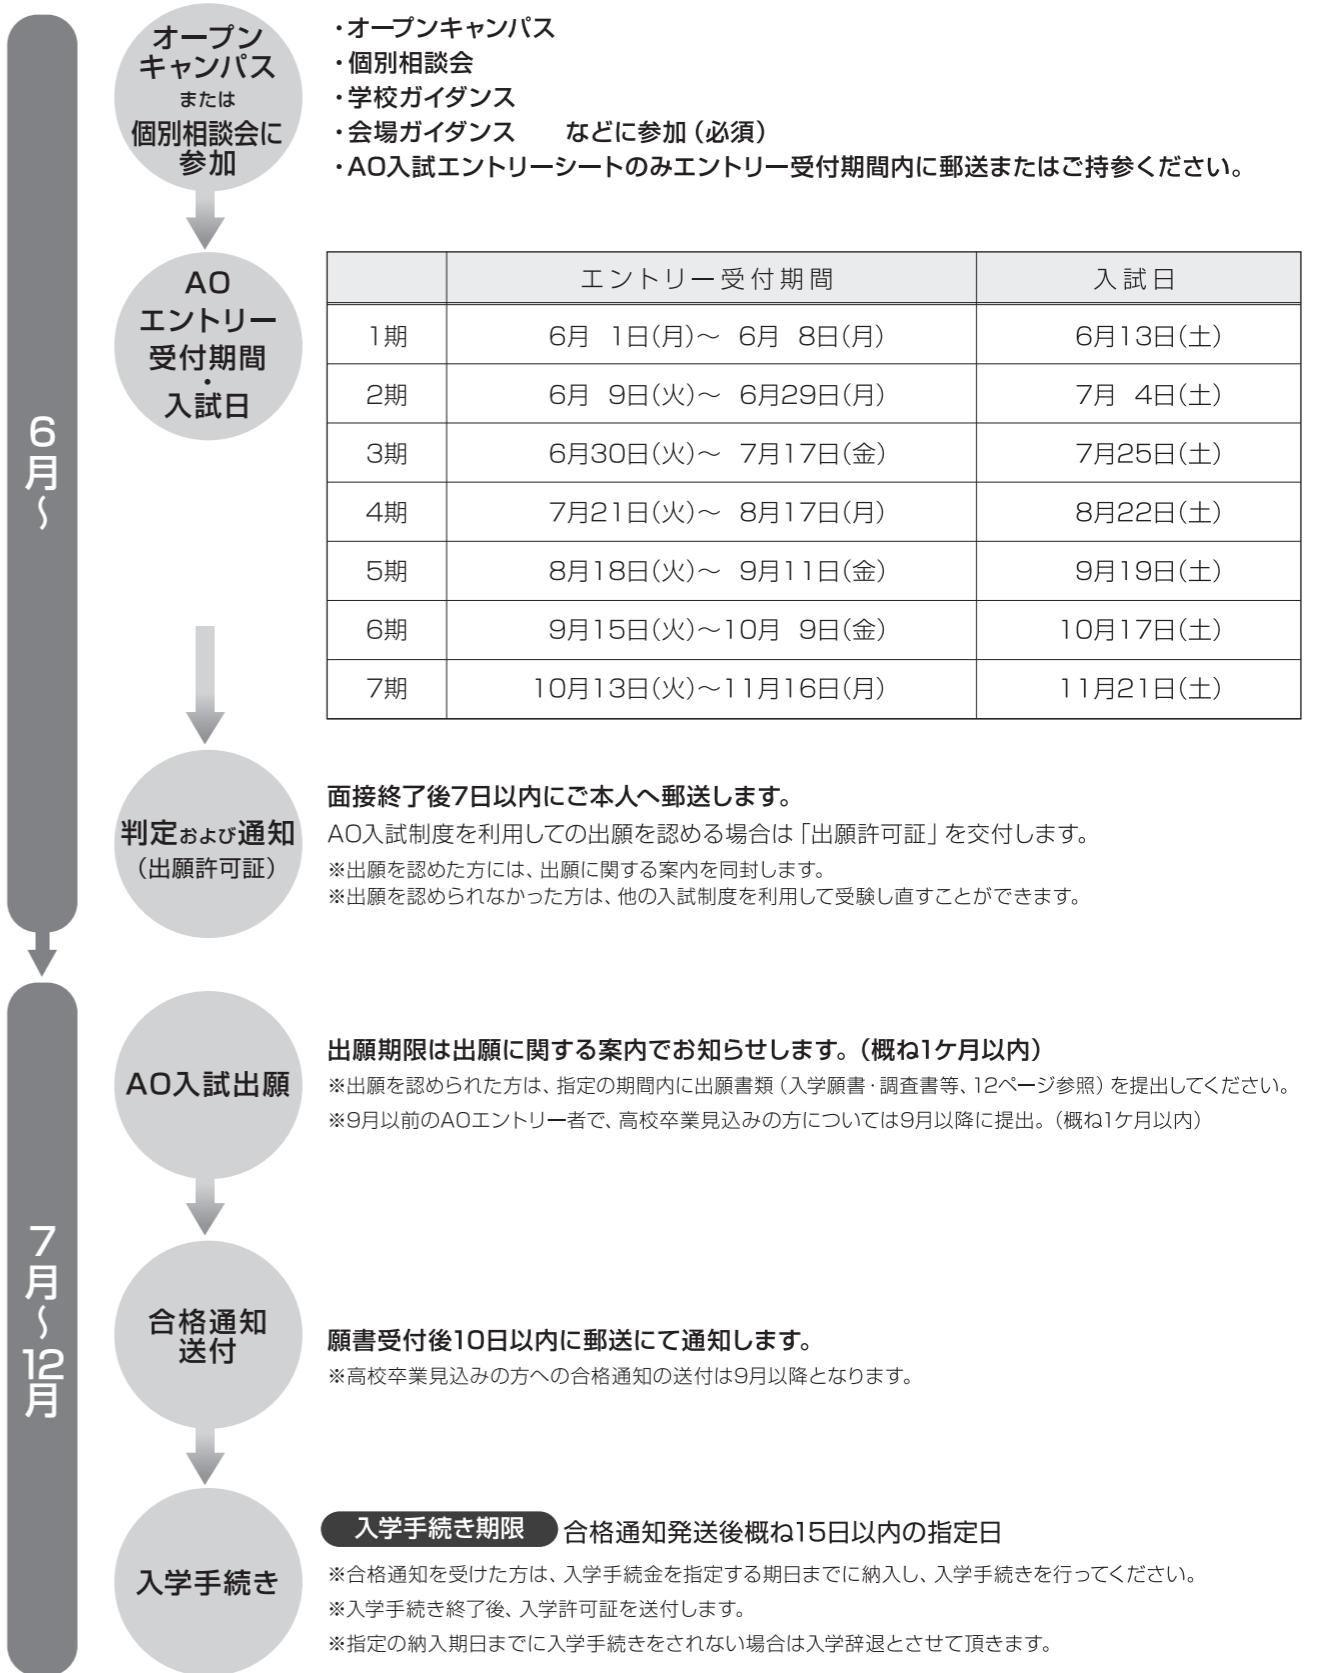 6月～
オープン
キャンパス
または
個別相談会に
参加
・オープンキャンパス
・個別相談会
・学校ガイダンス
・会場ガイダンス　　などに参加（必須）
・AO入試エントリーシートのみエントリー受付期間内に郵送またはご持参ください。
AO
エントリー
受付期間
・
入試日
エントリー受付期間 入試日
1期 6月 1日(月)～ 6月 8日(月) 6月13日(土)
2期 6月 9日(火)～ 6月29日(月) 7月 4日(土)
3期 6月30日(火)～ 7月17日(金) 7月25日(土)
4期 7月21日(火)～ 8月17日(月) 8月22日(土)
5期 8月18日(火)～ 9月11日(金) 9月19日(土)
6期 9月15日(火)～10月 9日(金) 10月17日(土)
7期 10月13日(火)～11月16日(月) 11月21日(土)
判定および通知
（出願許可証）
面接終了後7日以内にご本人へ郵送します。
AO入試制度を利用しての出願を認める場合は「出願許可証」を交付します。
※出願を認めた方には、出願に関する案内を同封します。
※出願を認められなかった方は、他の入試制度を利用して受験し直すことができます。
7月～12月
AO入試出願
出願期限は出願に関する案内でお知らせします。（概ね1ケ月以内）
※出願を認められた方は、指定の期間内に出願書類（入学願書・調査書等、12ページ参照）を提出してください。
※9月以前のAOエントリー者で、高校卒業見込みの方については9月以降に提出。（概ね1ケ月以内）
合格通知
送付
願書受付後10日以内に郵送にて通知します。
※高校卒業見込みの方への合格通知の送付は9月以降となります。
入学手続き
入学手続き期限 合格通知発送後概ね15日以内の指定日
※合格通知を受けた方は、入学手続金を指定する期日までに納入し、入学手続きを行ってください。
※入学手続き終了後、入学許可証を送付します。
※指定の納入期日までに入学手続きをされない場合は入学辞退とさせて頂きます。